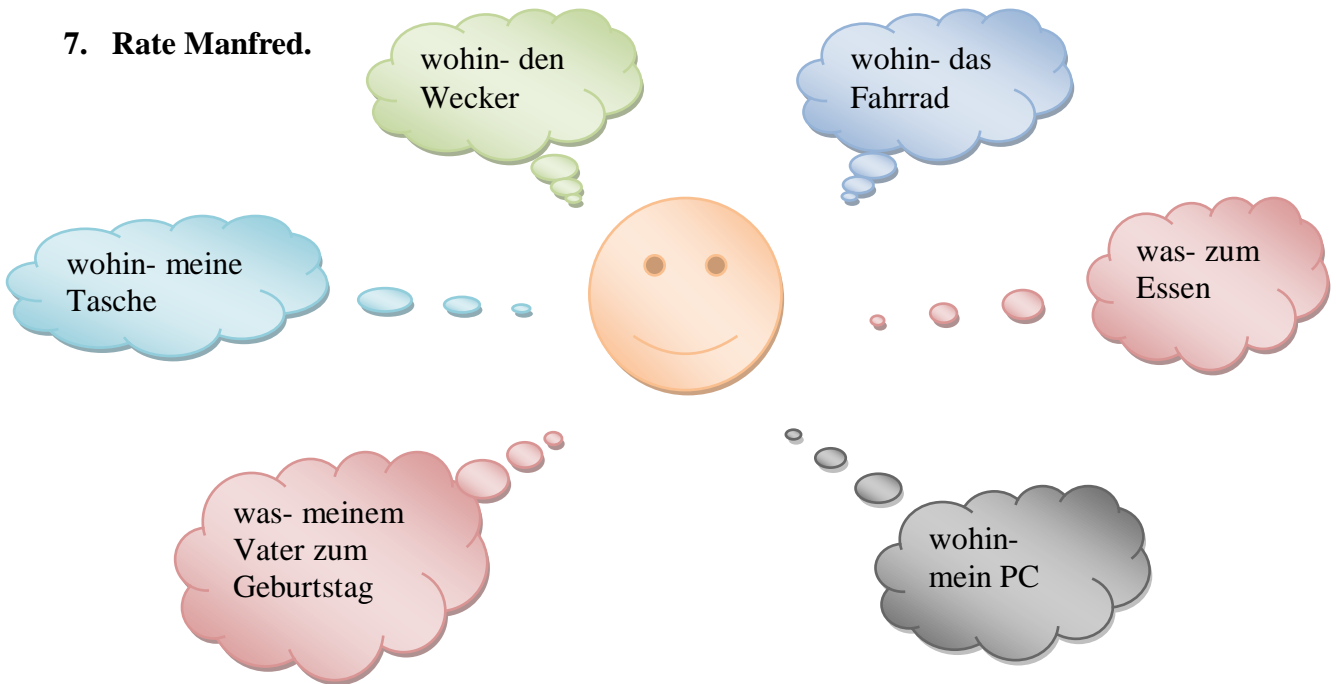 7. Rate Manfred.
wohin- den
Wecker
wohin- das
Fahrrad
wohin- meine
Tasche
was- zum
Essen
was- meinem
Vater zum
Geburtstag
wohin-
mein PC